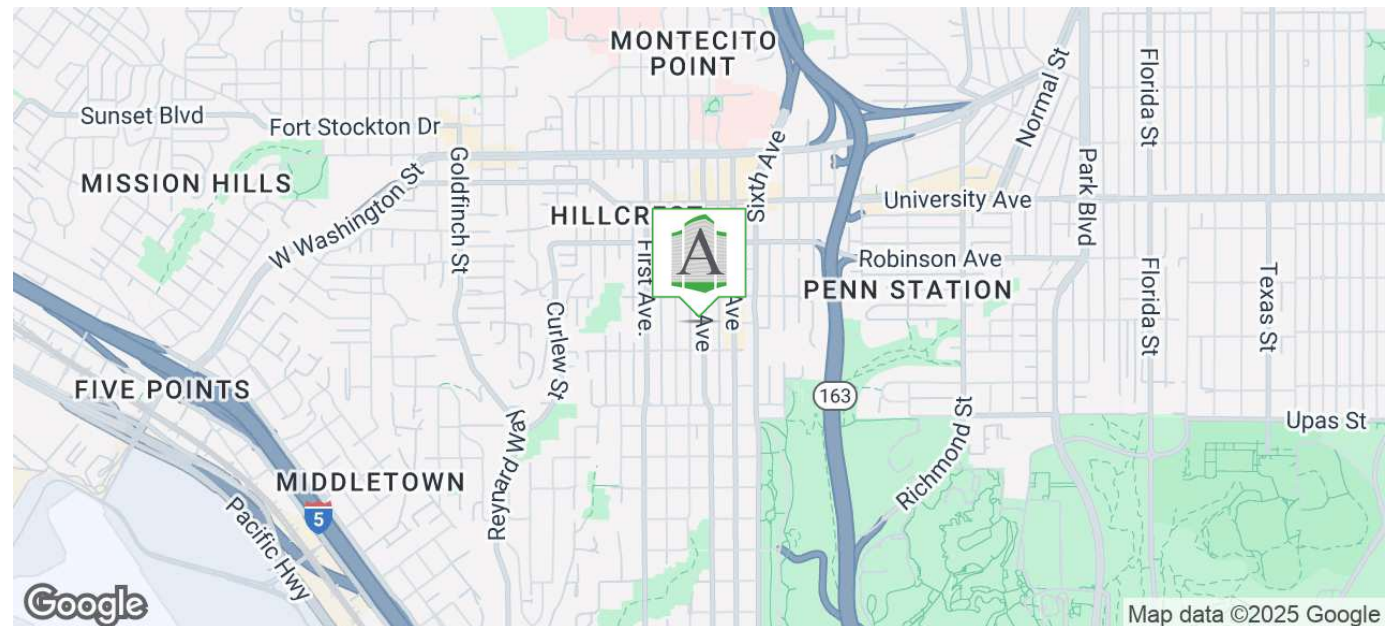 MONTECITO
POINT
Sunset Blvd
Fort Stockton Dr
Normal St
Florida St
Sixth Ave
MISSION HILLS
W Washington St
Goldfinch St
Park Blvd
University Ave
HILLCREST
A
First Ave.
Robinson Ave
PENN STATION
Ave
Ave
Curlew St
Florida St
Texas St
FIVE POINTS
163
Upas St
Richmond St
Reynard Way
MIDDLETOWN
5
Pacific Hwy
Google
Map data ©2025 Google